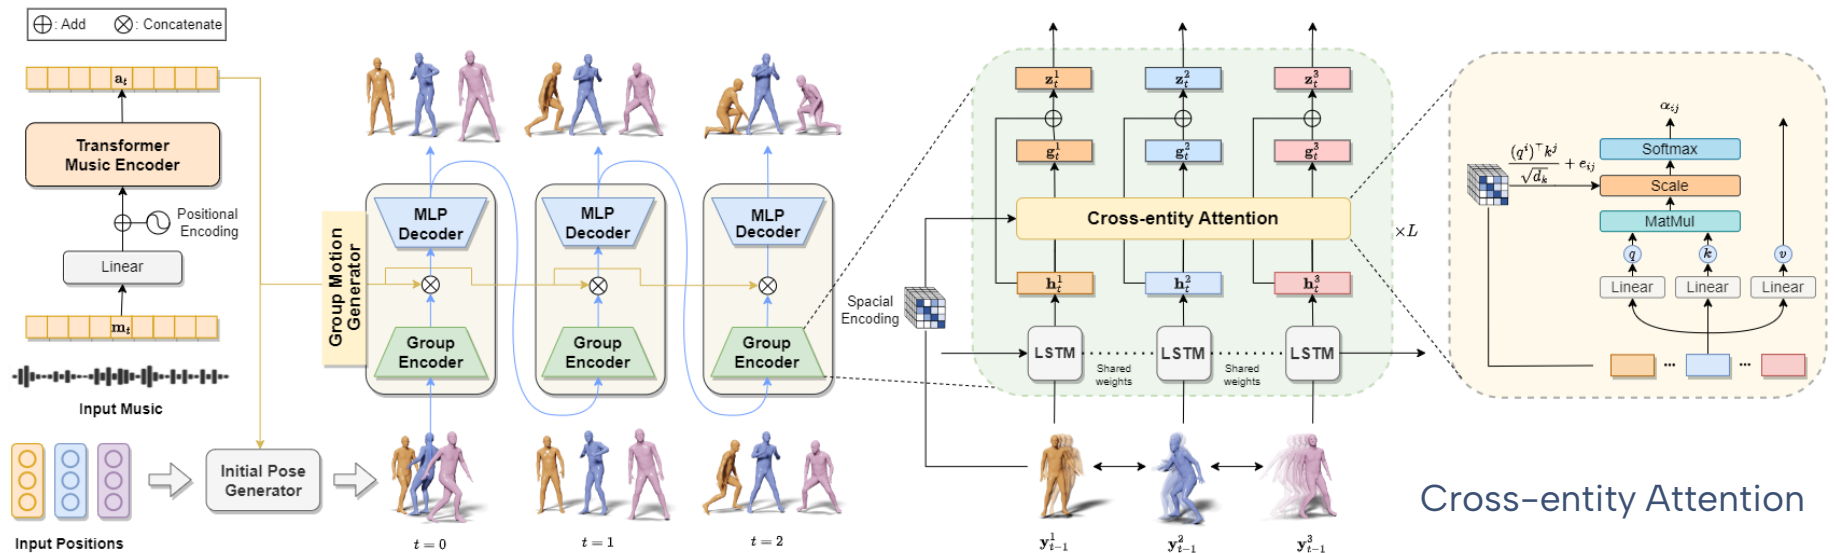 ⊕: Add ⊗: Concatenate
a_t
Transformer
Music Encoder
Positional
Encoding
Linear
m_t
Input Music
Input Positions
Initial Pose
Generator
Group Motion
Generator
MLP
Decoder
Group
Encoder
MLP
Decoder
Group
Encoder
MLP
Decoder
Group
Encoder
t = 0
t = 1
t = 2
z_t^1
z_t^2
z_t^3
g_t^1
g_t^2
g_t^3
Cross-entity Attention
×L
h_t^1
h_t^2
h_t^3
Spacial
Encoding
LSTM
Shared
weights
LSTM
Shared
weights
LSTM
y_{t-1}^1
y_{t-1}^2
y_{t-1}^3
α_{ij}
Softmax
(q^i)^⊤ k^j / √d_k + e_{ij}
Scale
MatMul
q
k
v
Linear
Linear
Linear
Cross-entity Attention